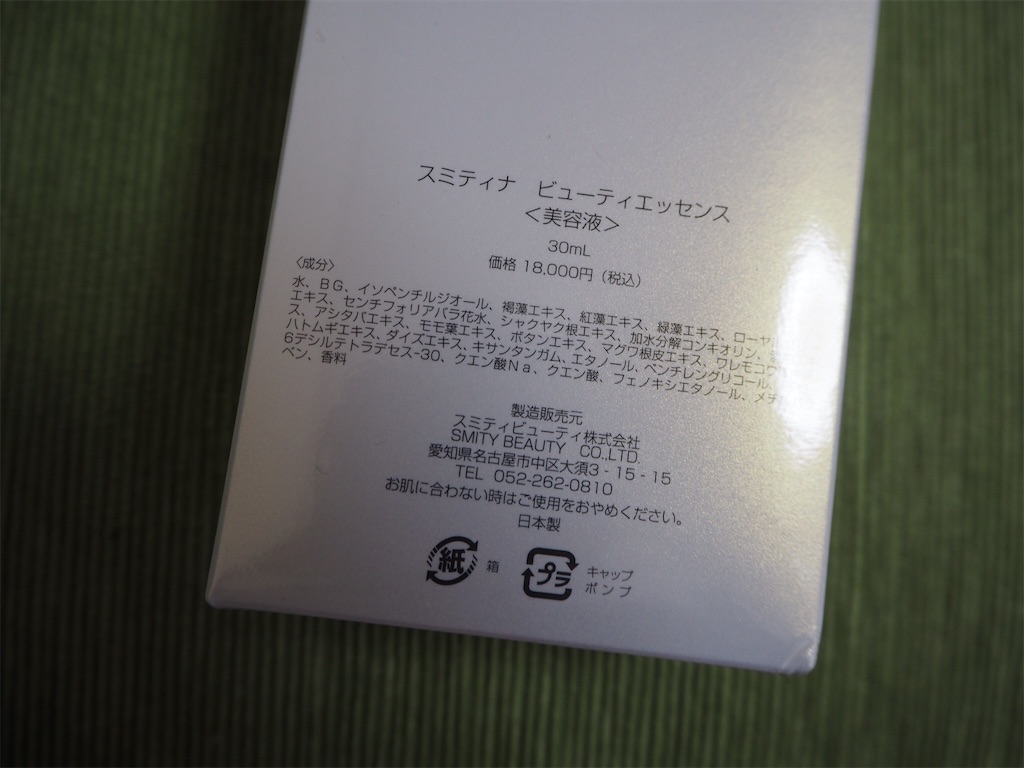 スミティナ　ビューティエッセンス
＜美容液＞
30mL
価格 18,000円（税込）
〈成分〉
水、ＢＧ、イソペンチルジオール、褐藻エキス、紅藻エキス、緑藻エキス、ローヤル
エキス、センチフォリアバラ花水、シャクヤク根エキス、加水分解コンキオリン、
ス、アシタバエキス、モモ葉エキス、ボタンエキス、マグワ根皮エキス、ワレモコウ
ハトムギエキス、ダイズエキス、キサンタンガム、エタノール、ペンチレングリコール、
6デシルテトラデセス-30、クエン酸Ｎａ、クエン酸、フェノキシエタノール、メチ
ベン、香料
製造販売元
スミティビューティ株式会社
SMITY BEAUTY　CO.,LTD.
愛知県名古屋市中区大須3 - 15 - 15
TEL 052-262-0810
お肌に合わない時はご使用をおやめください。
日本製
紙 箱
プラ キャップ
ポンプ